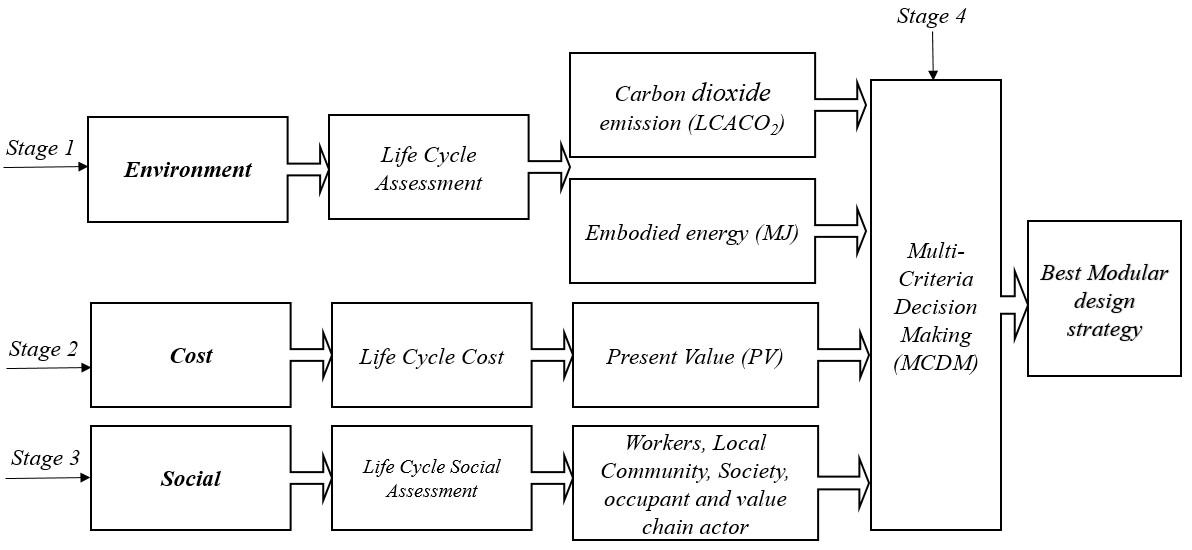 Stage 4
Stage 1
Environment
Life Cycle
Assessment
Carbon dioxide
emission (LCACO₂)
Embodied energy (MJ)
Stage 2
Cost
Life Cycle Cost
Present Value (PV)
Stage 3
Social
Life Cycle Social
Assessment
Workers, Local
Community, Society,
occupant and value
chain actor
Multi-
Criteria
Decision
Making
(MCDM)
Best Modular
design
strategy